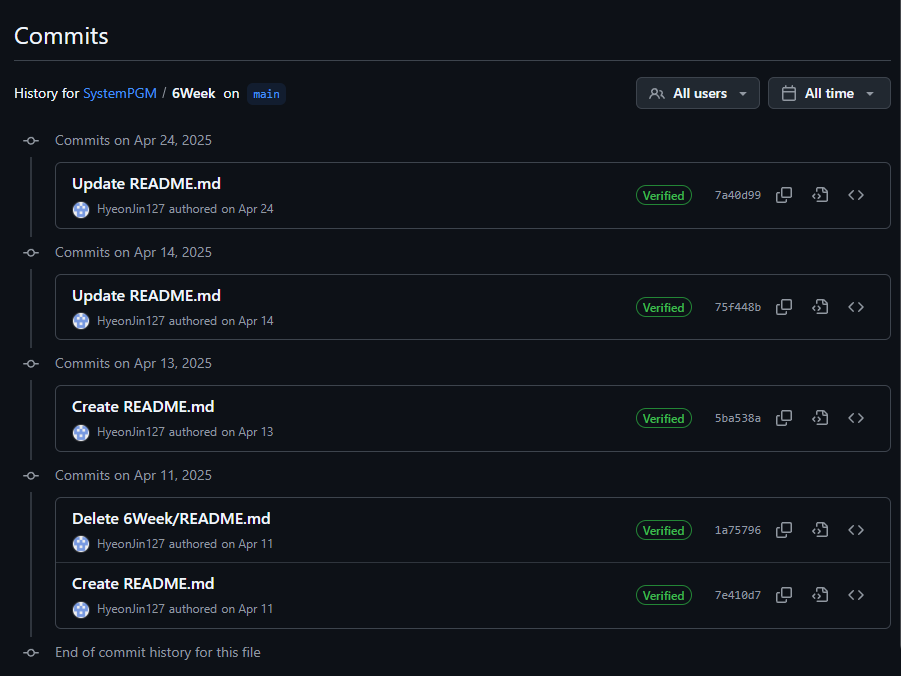 Commits
History for SystemPGM / 6Week on main All users All time
Commits on Apr 24, 2025
Update README.md
HyeonJin127 authored on Apr 24
Verified 7a40d99
Commits on Apr 14, 2025
Update README.md
HyeonJin127 authored on Apr 14
Verified 75f448b
Commits on Apr 13, 2025
Create README.md
HyeonJin127 authored on Apr 13
Verified 5ba538a
Commits on Apr 11, 2025
Delete 6Week/README.md
HyeonJin127 authored on Apr 11
Verified 1a75796
Create README.md
HyeonJin127 authored on Apr 11
Verified 7e410d7
End of commit history for this file